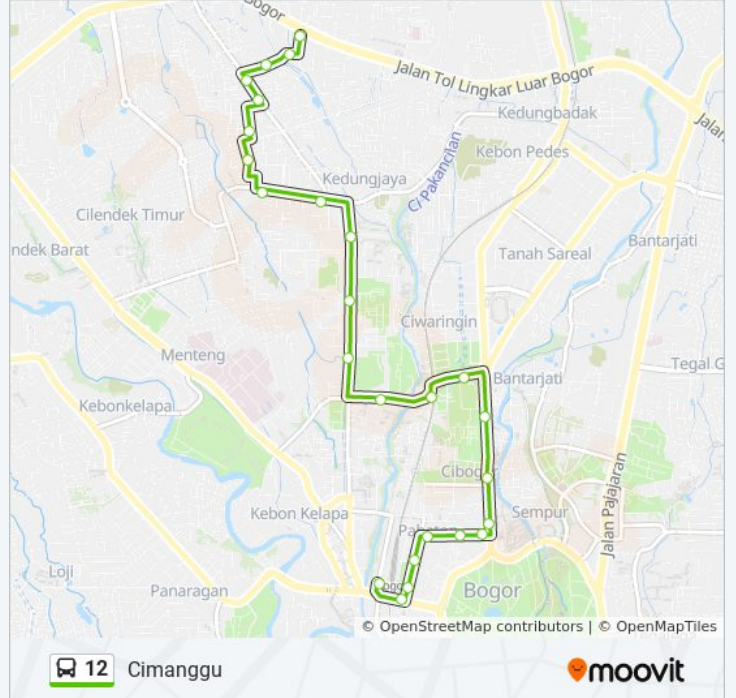 Bogor
Jalan Tol Lingkar Luar Bogor
Jalan
Kedungbadak
Kebon Pedes
Ci Pakancilan
Kedungjaya
Cilendek Timur
ndek Barat
Bantarjati
Tanah Sareal
Ciwaringin
Menteng
Tegal G
Bantarjati
Kebonkelapa
Jalan Pajajaran
Sempur
Kebon Kelapa
Loji
Panaragan
Bogor
© OpenStreetMap contributors | © OpenMapTiles
12 Cimanggu
moovit